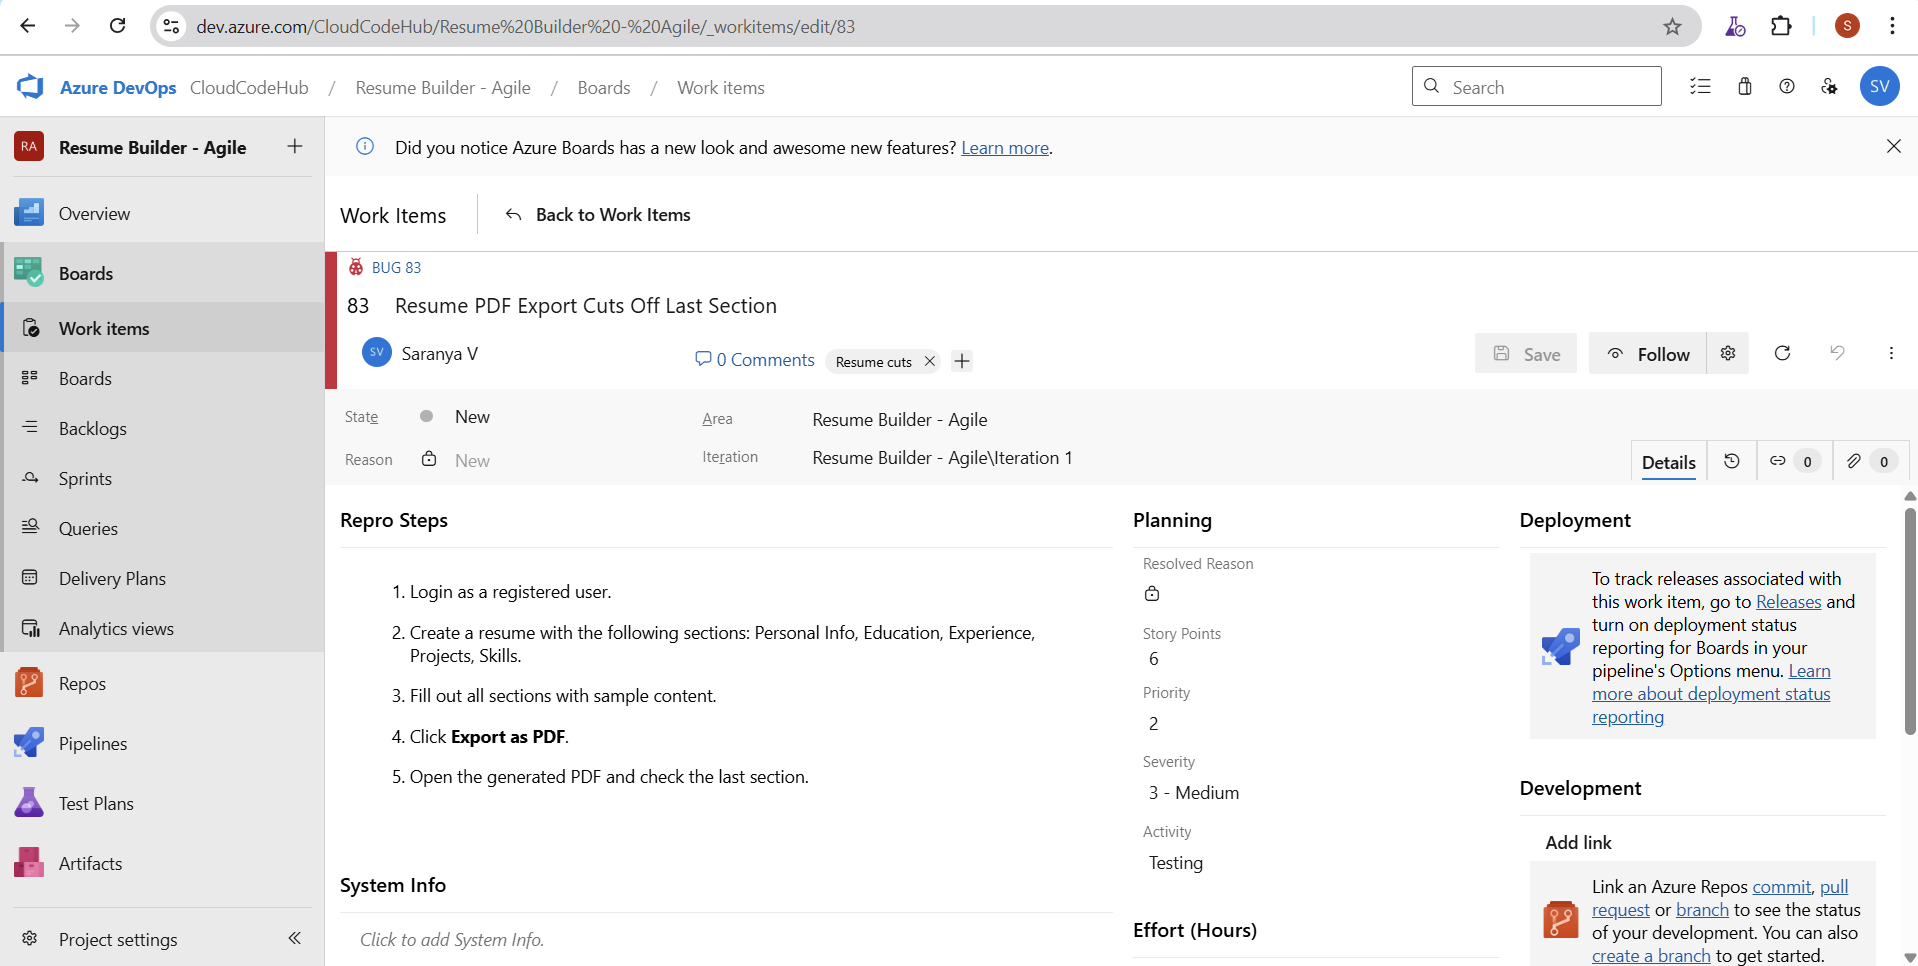 dev.azure.com/CloudCodeHub/Resume%20Builder%20-%20Agile/_workitems/edit/83
S
Azure DevOps CloudCodeHub / Resume Builder - Agile / Boards / Work items
Search
SV
RA Resume Builder - Agile
Overview
Boards
Work items
Boards
Backlogs
Sprints
Queries
Delivery Plans
Analytics views
Repos
Pipelines
Test Plans
Artifacts
Project settings
Did you notice Azure Boards has a new look and awesome new features? Learn more.
Work Items Back to Work Items
BUG 83
83 Resume PDF Export Cuts Off Last Section
SV Saranya V
0 Comments Resume cuts
Save Follow
State New
Reason New
Area Resume Builder - Agile
Iteration Resume Builder - Agile\Iteration 1
Details 0 0
Repro Steps
1. Login as a registered user.
2. Create a resume with the following sections: Personal Info, Education, Experience,
Projects, Skills.
3. Fill out all sections with sample content.
4. Click Export as PDF.
5. Open the generated PDF and check the last section.
System Info
Click to add System Info.
Planning
Resolved Reason
Story Points
6
Priority
2
Severity
3 - Medium
Activity
Testing
Effort (Hours)
Deployment
To track releases associated with
this work item, go to Releases and
turn on deployment status
reporting for Boards in your
pipeline's Options menu. Learn
more about deployment status
reporting
Development
Add link
Link an Azure Repos commit, pull
request or branch to see the status
of your development. You can also
create a branch to get started.